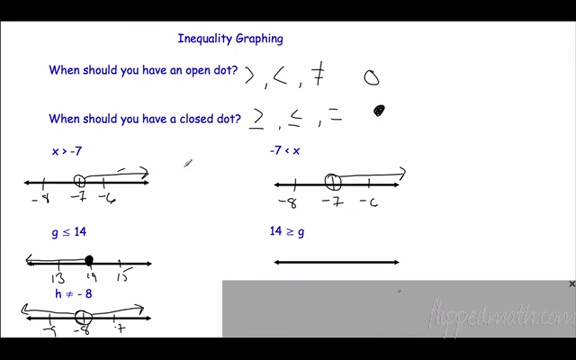 Inequality Graphing
When should you have an open dot? >, <, ≠ O
When should you have a closed dot? ≥, ≤, = ●
x > -7
-7 < x
-8 -7 -6
-8 -7 -6
g ≤ 14
14 ≥ g
13 14 15
h ≠ - 8
-9 -8 -7
flippedmath.com